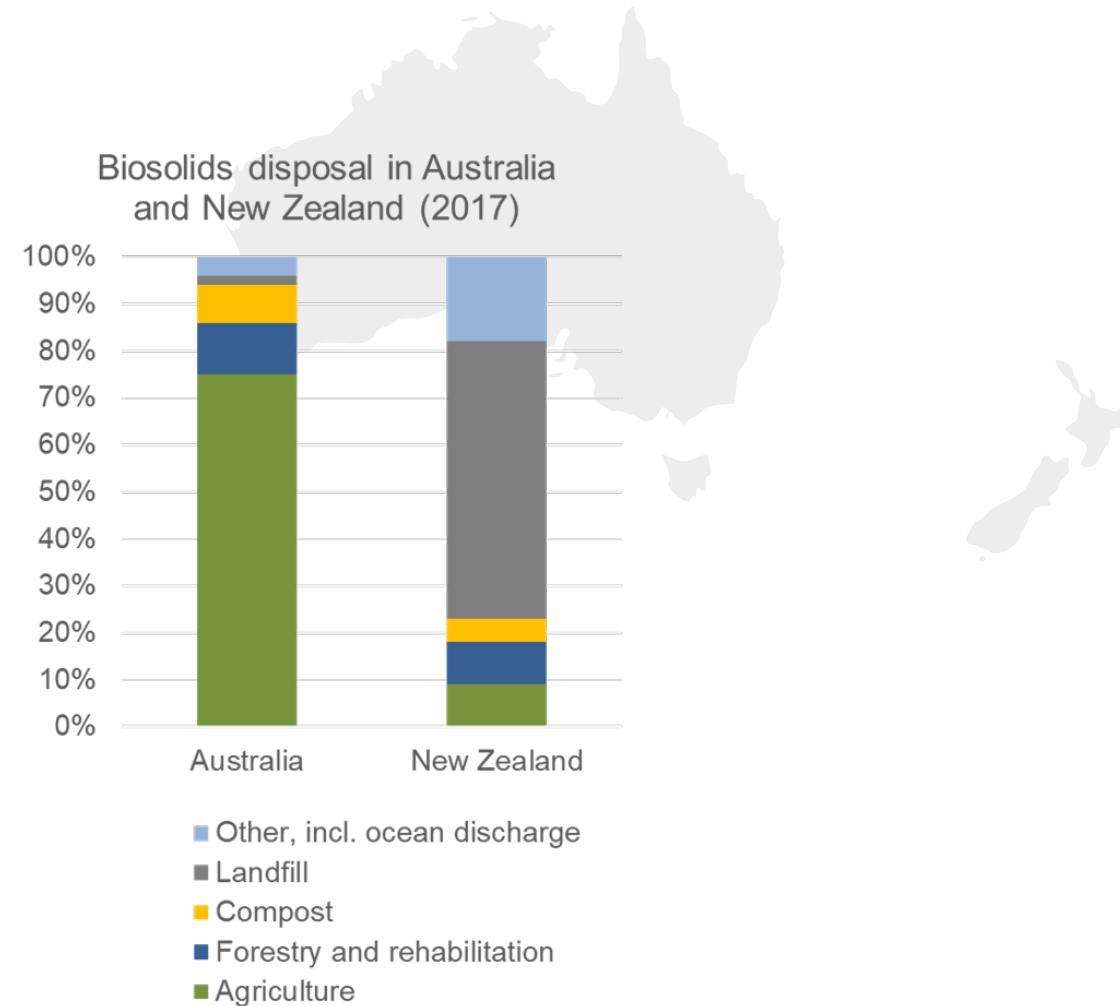 Biosolids disposal in Australia
and New Zealand (2017)
100%
90%
80%
70%
60%
50%
40%
30%
20%
10%
0%
Australia New Zealand
Other, incl. ocean discharge
Landfill
Compost
Forestry and rehabilitation
Agriculture